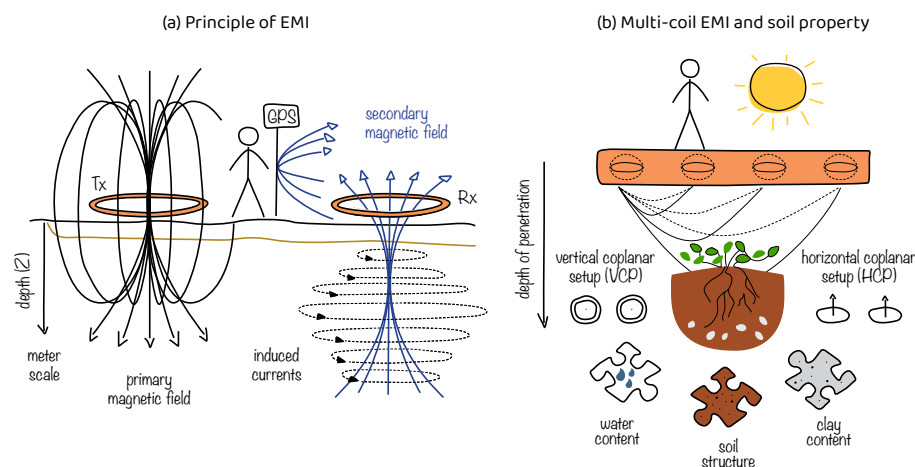 (a) Principle of EMI
GPS
secondary
magnetic field
Tx
Rx
depth (Z)
meter
scale
primary
magnetic field
induced
currents
(b) Multi-coil EMI and soil property
depth of penetration
vertical coplanar
setup (VCP)
horizontal coplanar
setup (HCP)
water
content
soil
structure
clay
content